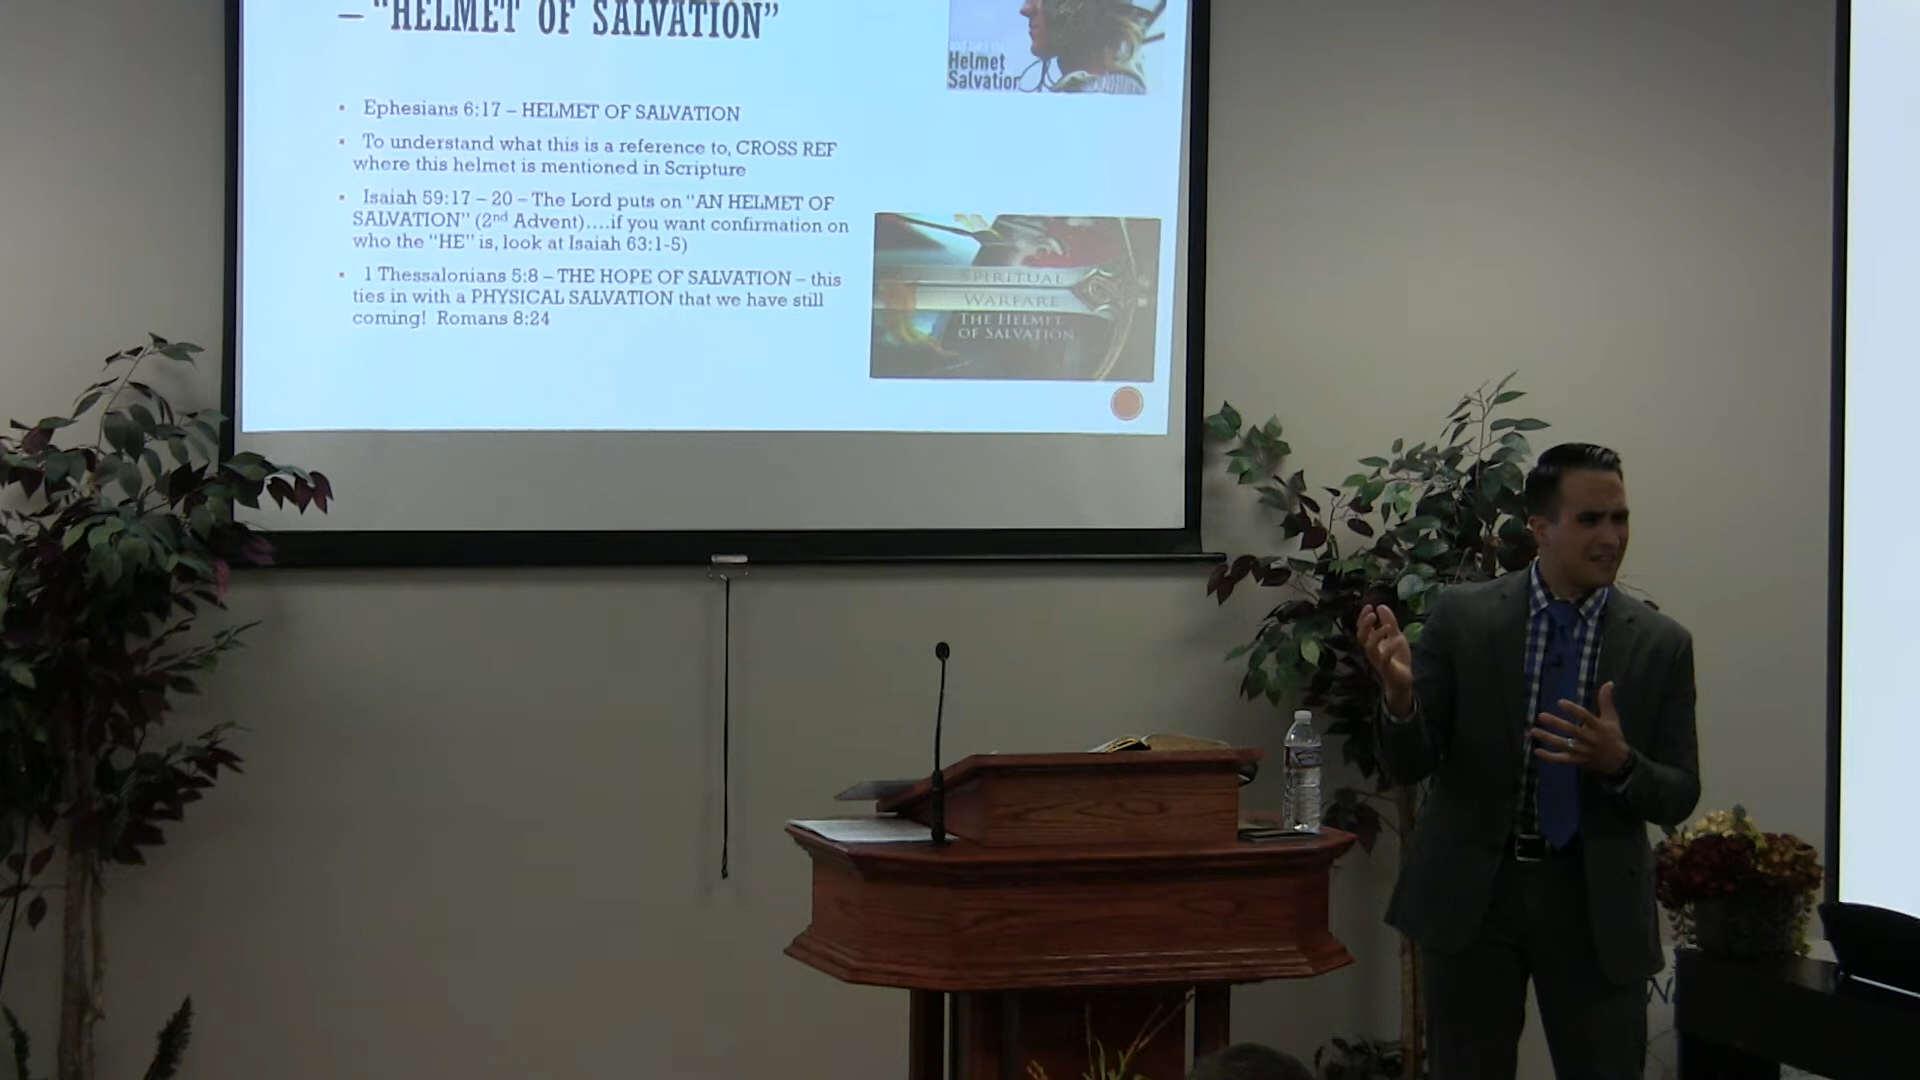 – “HELMET OF SALVATION”
Helmet
Salvation
Ephesians 6:17 – HELMET OF SALVATION
To understand what this is a reference to, CROSS REF
where this helmet is mentioned in Scripture
Isaiah 59:17 – 20 – The Lord puts on “AN HELMET OF
SALVATION” (2nd Advent)….if you want confirmation on
who the “HE” is, look at Isaiah 63:1-5)
1 Thessalonians 5:8 – THE HOPE OF SALVATION – this
ties in with a PHYSICAL SALVATION that we have still
coming! Romans 8:24
SPIRITUAL
WARFARE
THE HELMET
OF SALVATION